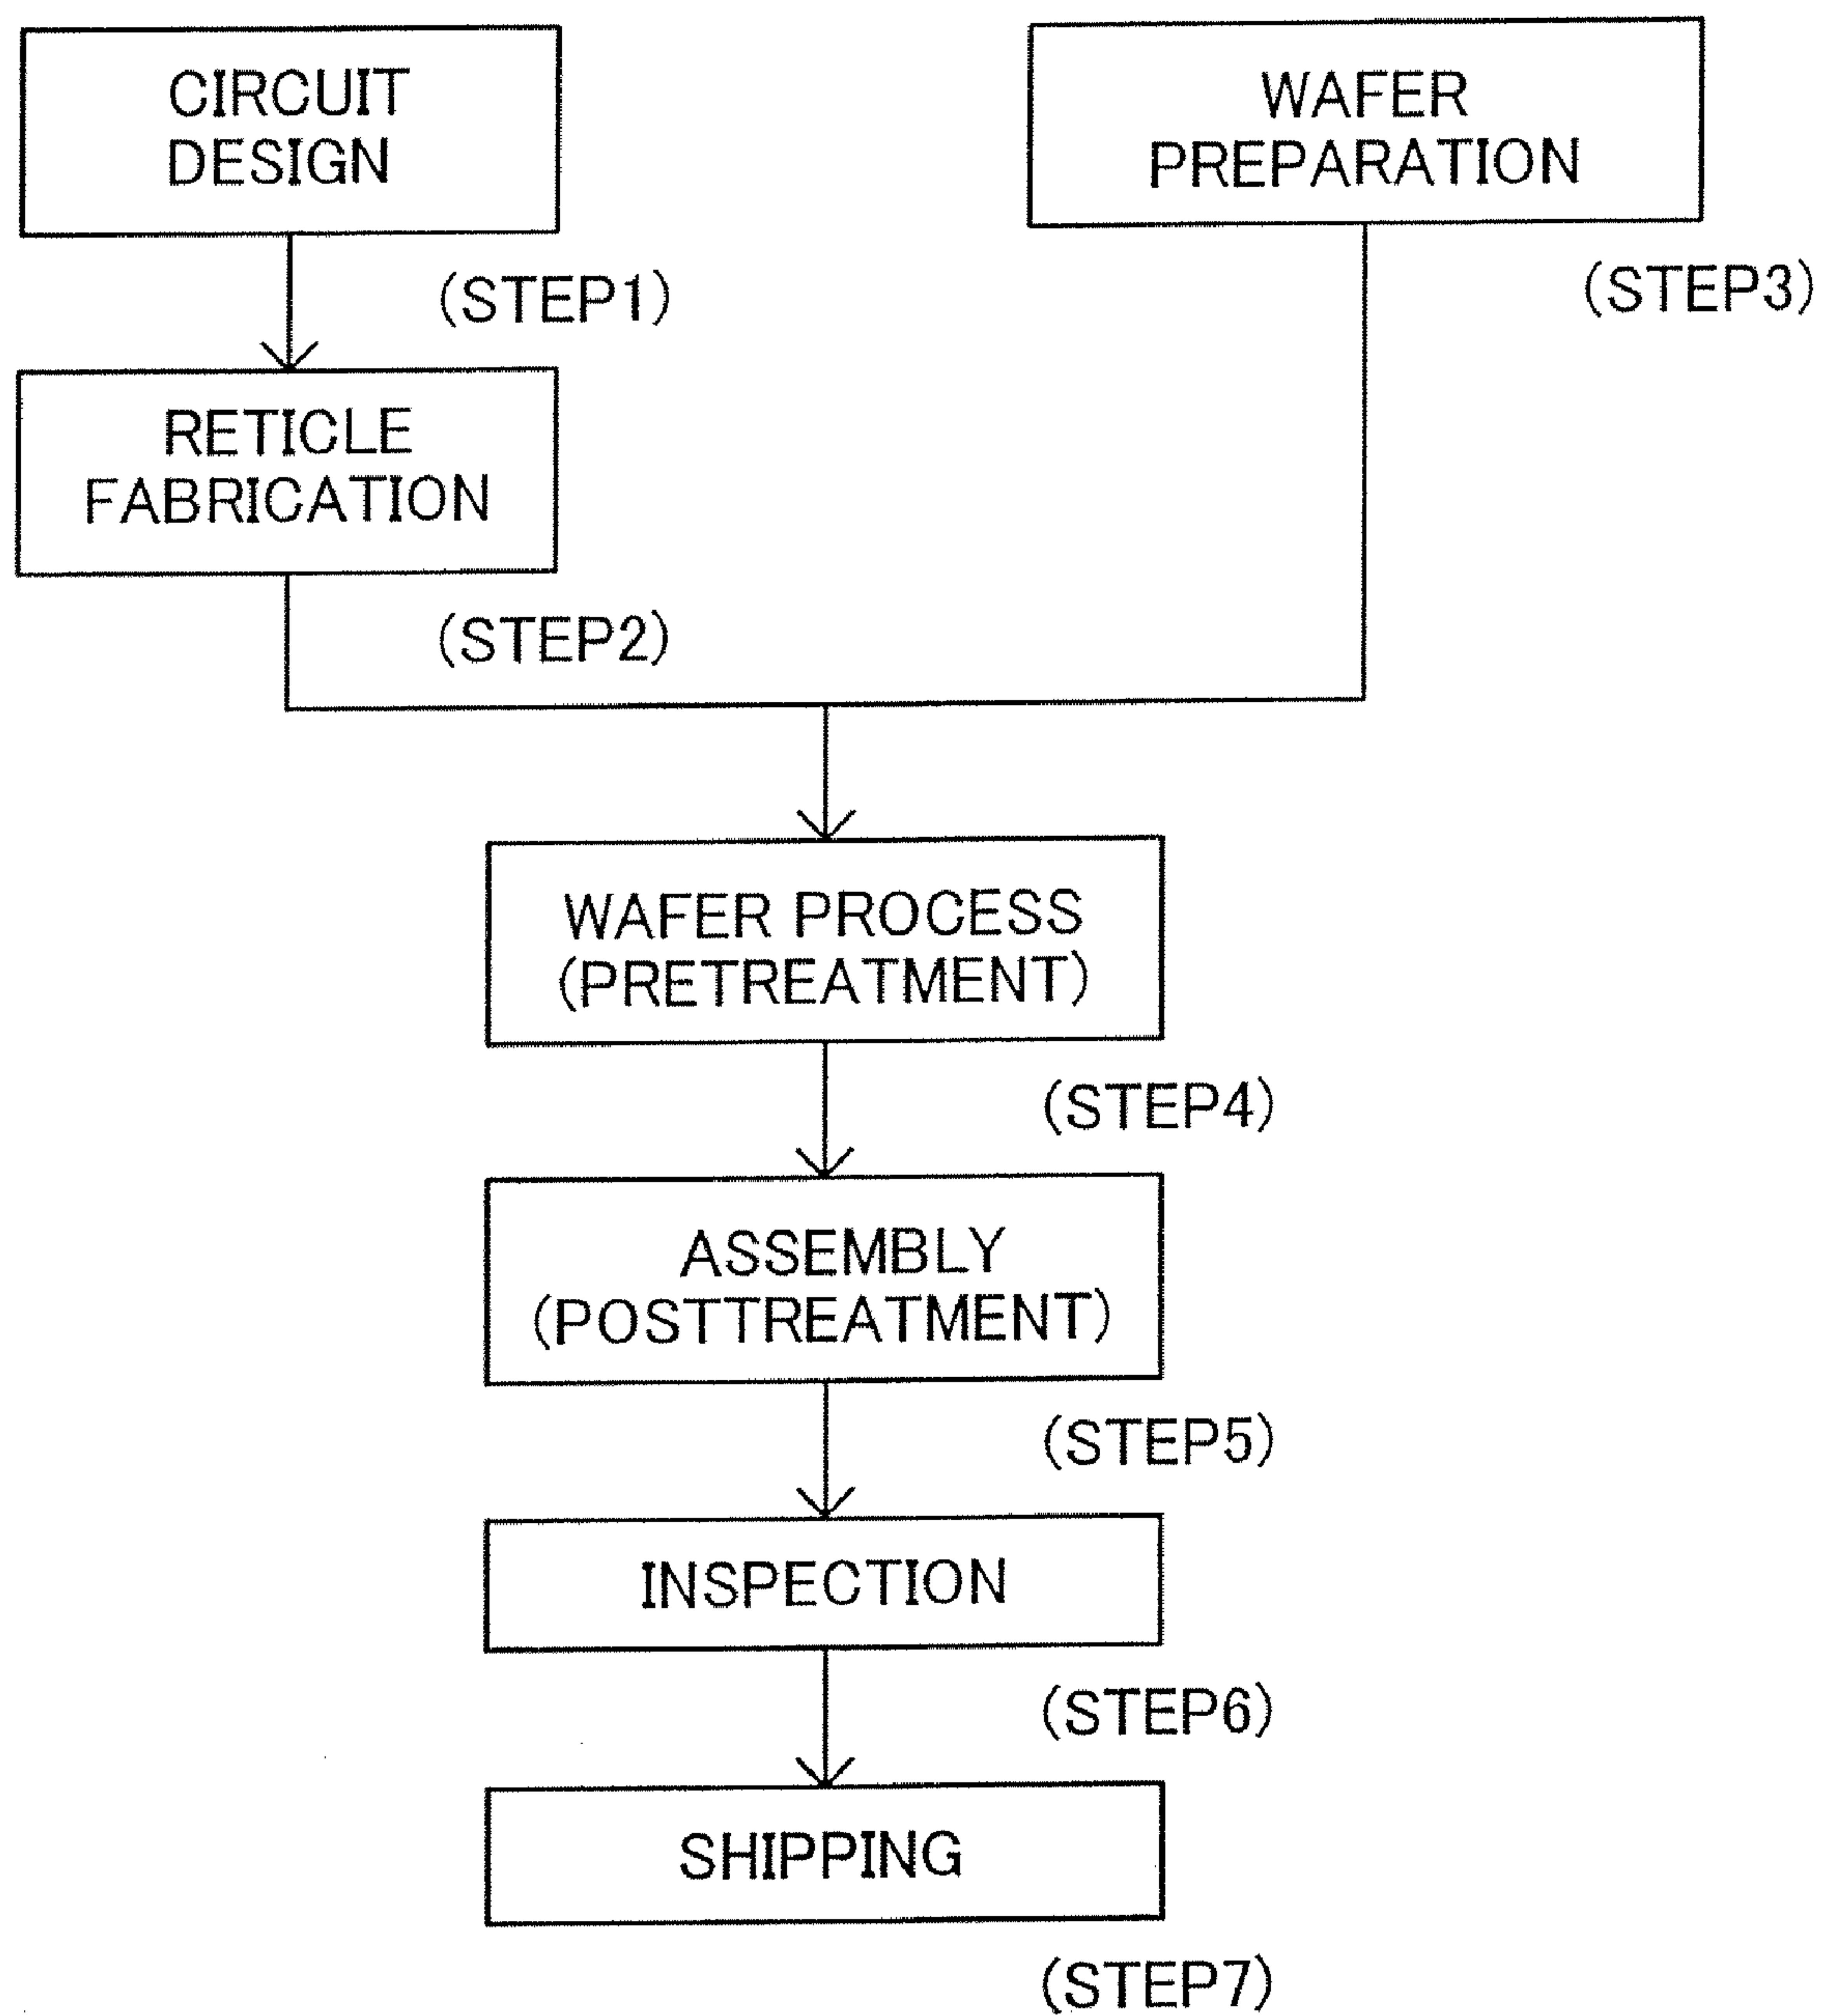 CIRCUIT
DESIGN
(STEP1)
RETICLE
FABRICATION
(STEP2)
WAFER
PREPARATION
(STEP3)
WAFER PROCESS
(PRETREATMENT)
(STEP4)
ASSEMBLY
(POSTTREATMENT)
(STEP5)
INSPECTION
(STEP6)
SHIPPING
(STEP7)